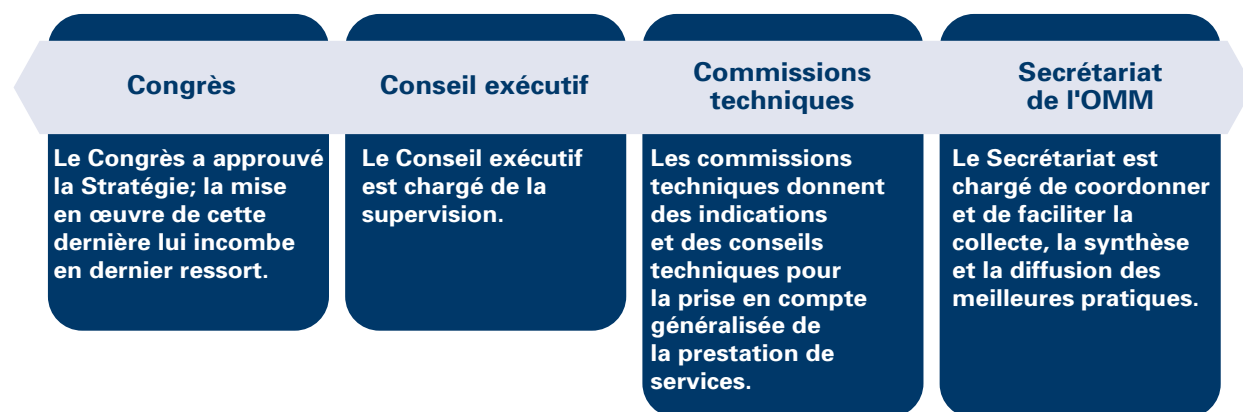 Congrès
Le Congrès a approuvé
la Stratégie; la mise
en œuvre de cette
dernière lui incombe
en dernier ressort.
Conseil exécutif
Le Conseil exécutif
est chargé de la
supervision.
Commissions
techniques
Les commissions
techniques donnent
des indications
et des conseils
techniques pour
la prise en compte
généralisée de
la prestation de
services.
Secrétariat
de l'OMM
Le Secrétariat est
chargé de coordonner
et de faciliter la
collecte, la synthèse
et la diffusion des
meilleures pratiques.